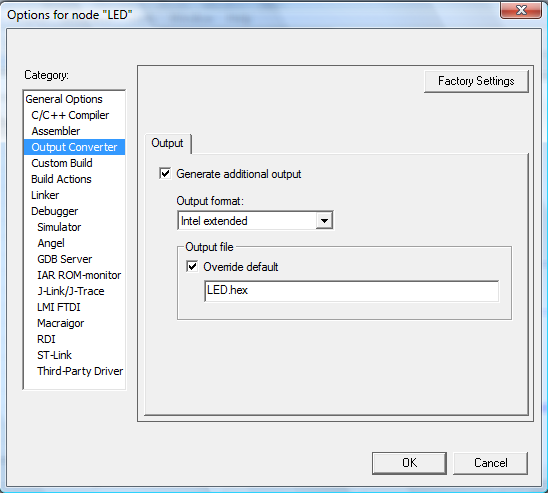 Options for node "LED"
Category:
Factory Settings
General Options
C/C++ Compiler
Assembler
Output Converter
Custom Build
Build Actions
Linker
Debugger
Simulator
Angel
GDB Server
IAR ROM-monitor
J-Link/J-Trace
LMI FTDI
Macraigor
RDI
ST-Link
Third-Party Driver
Output
Generate additional output
Output format:
Intel extended
Output file
Override default
LED.hex
OK
Cancel